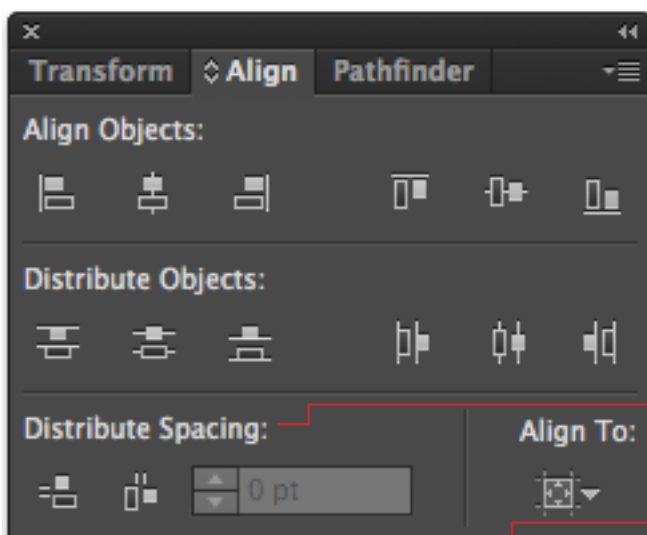 Transform Align Pathfinder
Align Objects:
Distribute Objects:
Distribute Spacing: Align To:
0 pt